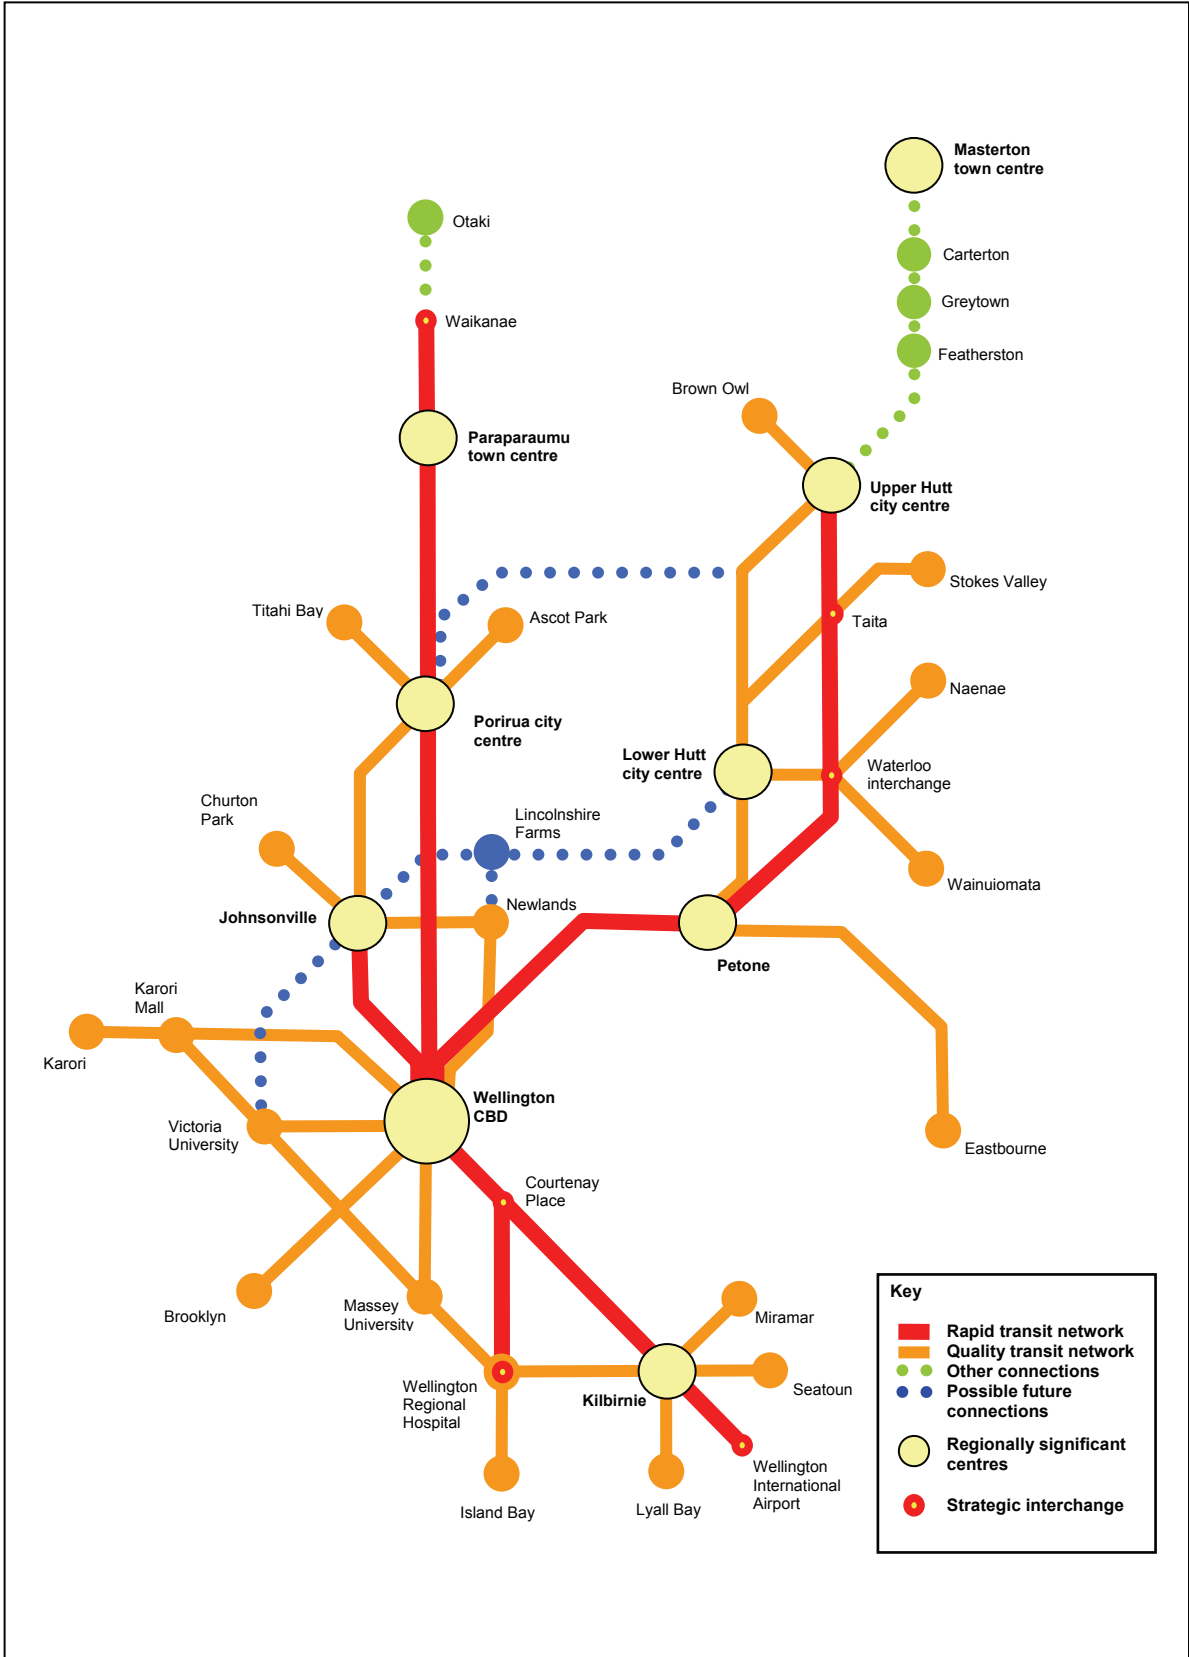 Masterton
town centre
Otaki
Carterton
Greytown
Waikanae
Featherston
Brown Owl
Paraparaumu
town centre
Upper Hutt
city centre
Stokes Valley
Titahi Bay
Ascot Park
Taita
Naenae
Porirua city
centre
Lower Hutt
city centre
Waterloo
interchange
Churton
Park
Lincolnshire
Farms
Wainuiomata
Newlands
Johnsonville
Petone
Karori
Mall
Karori
Wellington
CBD
Victoria
University
Eastbourne
Courtenay
Place
Brooklyn
Massey
University
Miramar
Wellington
Regional
Hospital
Kilbirnie
Seatoun
Wellington
International
Airport
Island Bay
Lyall Bay
Key
Rapid transit network
Quality transit network
Other connections
Possible future
connections
Regionally significant
centres
Strategic interchange